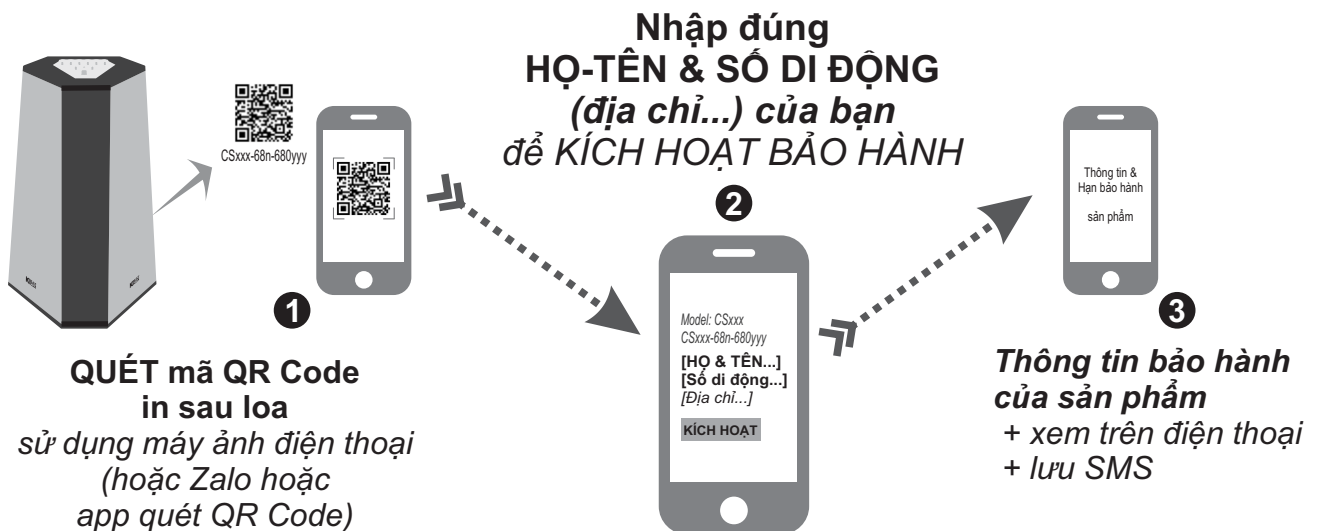 Nhập đúng
HỌ-TÊN & SỐ DI ĐỘNG
(địa chỉ...) của bạn
để KÍCH HOẠT BẢO HÀNH
CSxxx-68n-680yyy
1
QUÉT mã QR Code
in sau loa
sử dụng máy ảnh điện thoại
(hoặc Zalo hoặc
app quét QR Code)
2
Model: CSxxx
CSxxx-68n-680yyy
[HỌ & TÊN...]
[Số di động...]
[Địa chỉ...]
KÍCH HOẠT
Thông tin &
Hạn bảo hành
sản phẩm
3
Thông tin bảo hành
của sản phẩm
+ xem trên điện thoại
+ lưu SMS